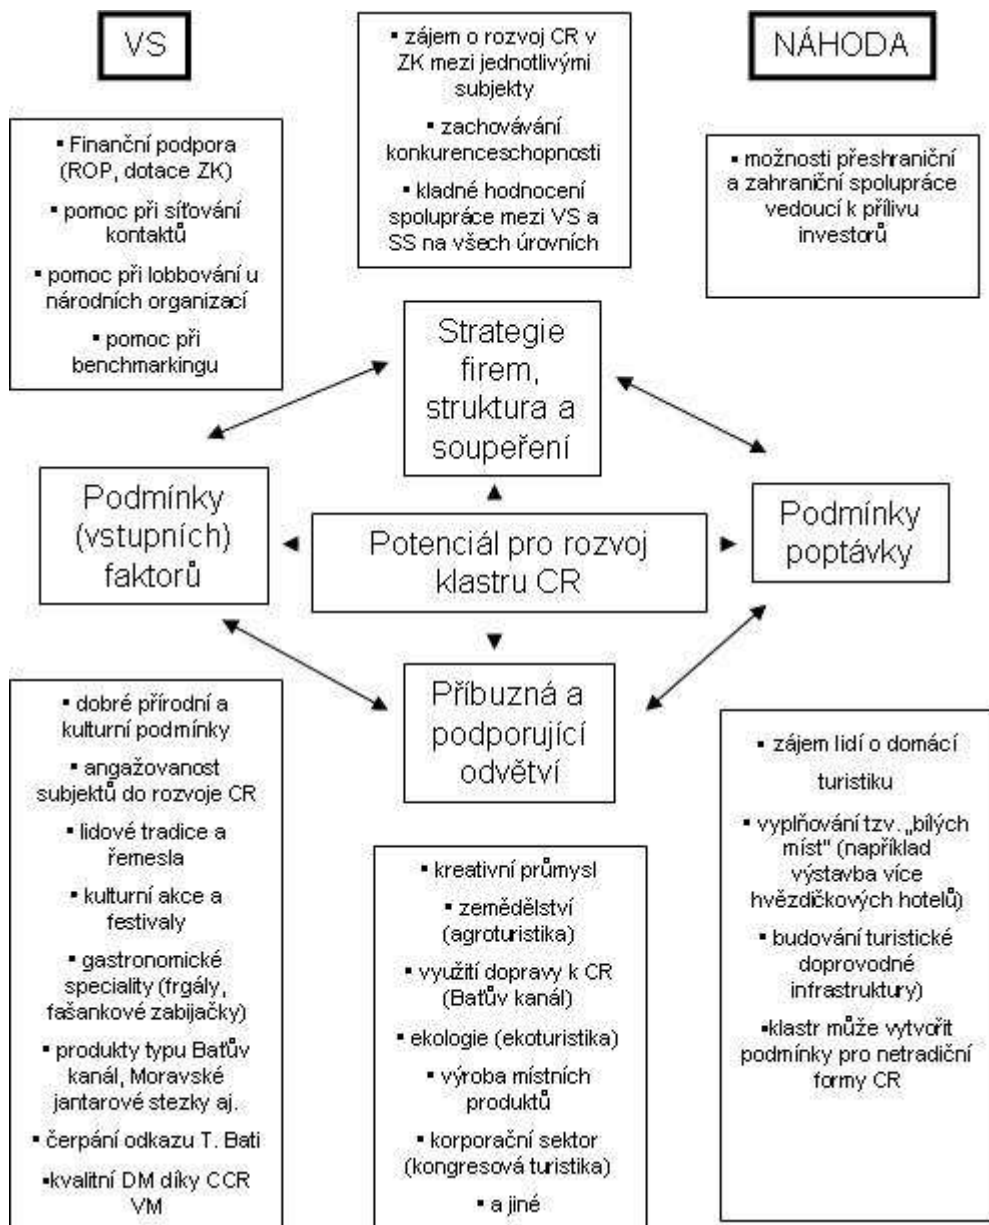 VS
▪ Finanční podpora
(ROP, dotace ZK)
▪ pomoc při síťování
kontaktů
▪ pomoc při lobbování u
národních organizací
▪ pomoc při
benchmarkingu
▪ zájem o rozvoj CR v
ZK mezi jednotlivými
subjekty
▪ zachovávání
konkurenceschopnosti
▪ kladné hodnocení
spolupráce mezi VS a
SS na všech úrovních
NÁHODA
▪ možnosti přeshraniční
a zahraniční spolupráce
vedoucí k přílivu
investorů
Strategie
firem,
struktura a
soupeření
Podmínky
(vstupních)
faktorů
Potenciál pro rozvoj
klastru CR
Podmínky
poptávky
Příbuzná a
podporující
odvětví
▪ dobré přírodní a
kulturní podmínky
▪ angažovanost
subjektů do rozvoje CR
▪ lidové tradice a
řemesla
▪ kulturní akce a
festivaly
▪ gastronomické
speciality (frgály,
fašankové zabijačky)
▪ produkty typu Baťův
kanál, Moravské
jantarové stezky aj.
▪ čerpání odkazu T. Bati
▪kvalitní DM díky CCR
VM
▪ kreativní průmysl
▪ zemědělství
(agroturistika)
▪ využití dopravy k CR
(Baťův kanál)
▪ ekologie (ekoturistika)
▪ výroba místních
produktů
▪ korporační sektor
(kongresová turistika)
▪ a jiné
▪ zájem lidí o domácí
turistiku
▪ vyplňování tzv. „bílých
míst" (například
výstavba více
hvězdičkových hotelů)
▪ budování turistické
doprovodné
infrastruktury)
▪klastr může vytvořit
podmínky pro netradiční
formy CR